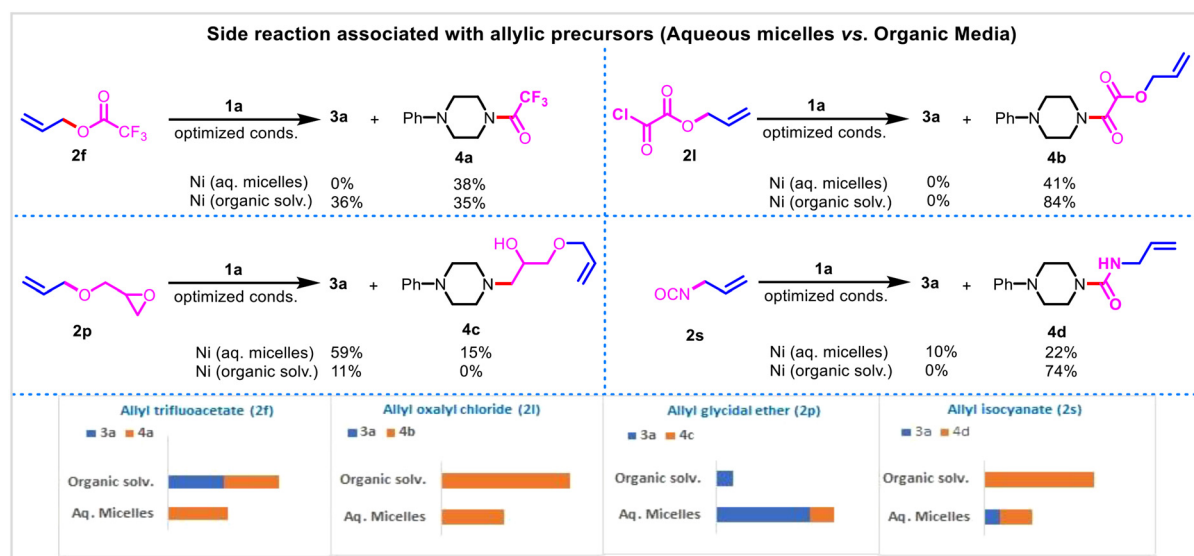 Side reaction associated with allylic precursors (Aqueous micelles vs. Organic Media)
O
O
CF3
2f
1a
optimized conds.
3a
+
Ph
N
N
CF3
O
4a
Ni (aq. micelles) 0% 38%
Ni (organic solv.) 36% 35%
Cl
O
O
O
2l
1a
optimized conds.
3a
+
Ph
N
N
O
O
O
4b
Ni (aq. micelles) 0% 41%
Ni (organic solv.) 0% 84%
O
O
2p
1a
optimized conds.
3a
+
Ph
N
N
HO
O
4c
Ni (aq. micelles) 59% 15%
Ni (organic solv.) 11% 0%
OCN
2s
1a
optimized conds.
3a
+
Ph
N
N
HN
O
4d
Ni (aq. micelles) 10% 22%
Ni (organic solv.) 0% 74%
Allyl trifluoacetate (2f)
3a 4a
Organic solv.
Aq. Micelles
Allyl oxalyl chloride (2l)
3a 4b
Organic solv.
Aq. Micelles
Allyl glycidal ether (2p)
3a 4c
Organic solv.
Aq. Micelles
Allyl isocyanate (2s)
3a 4d
Organic solv.
Aq. Micelles